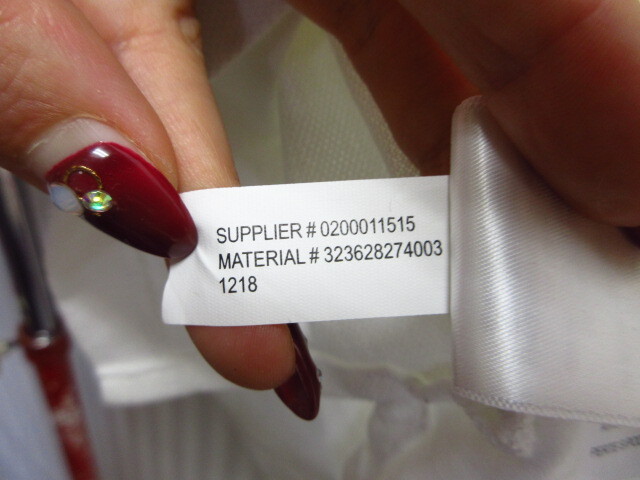 SUPPLIER # 0200011515
MATERIAL # 323628274003
1218